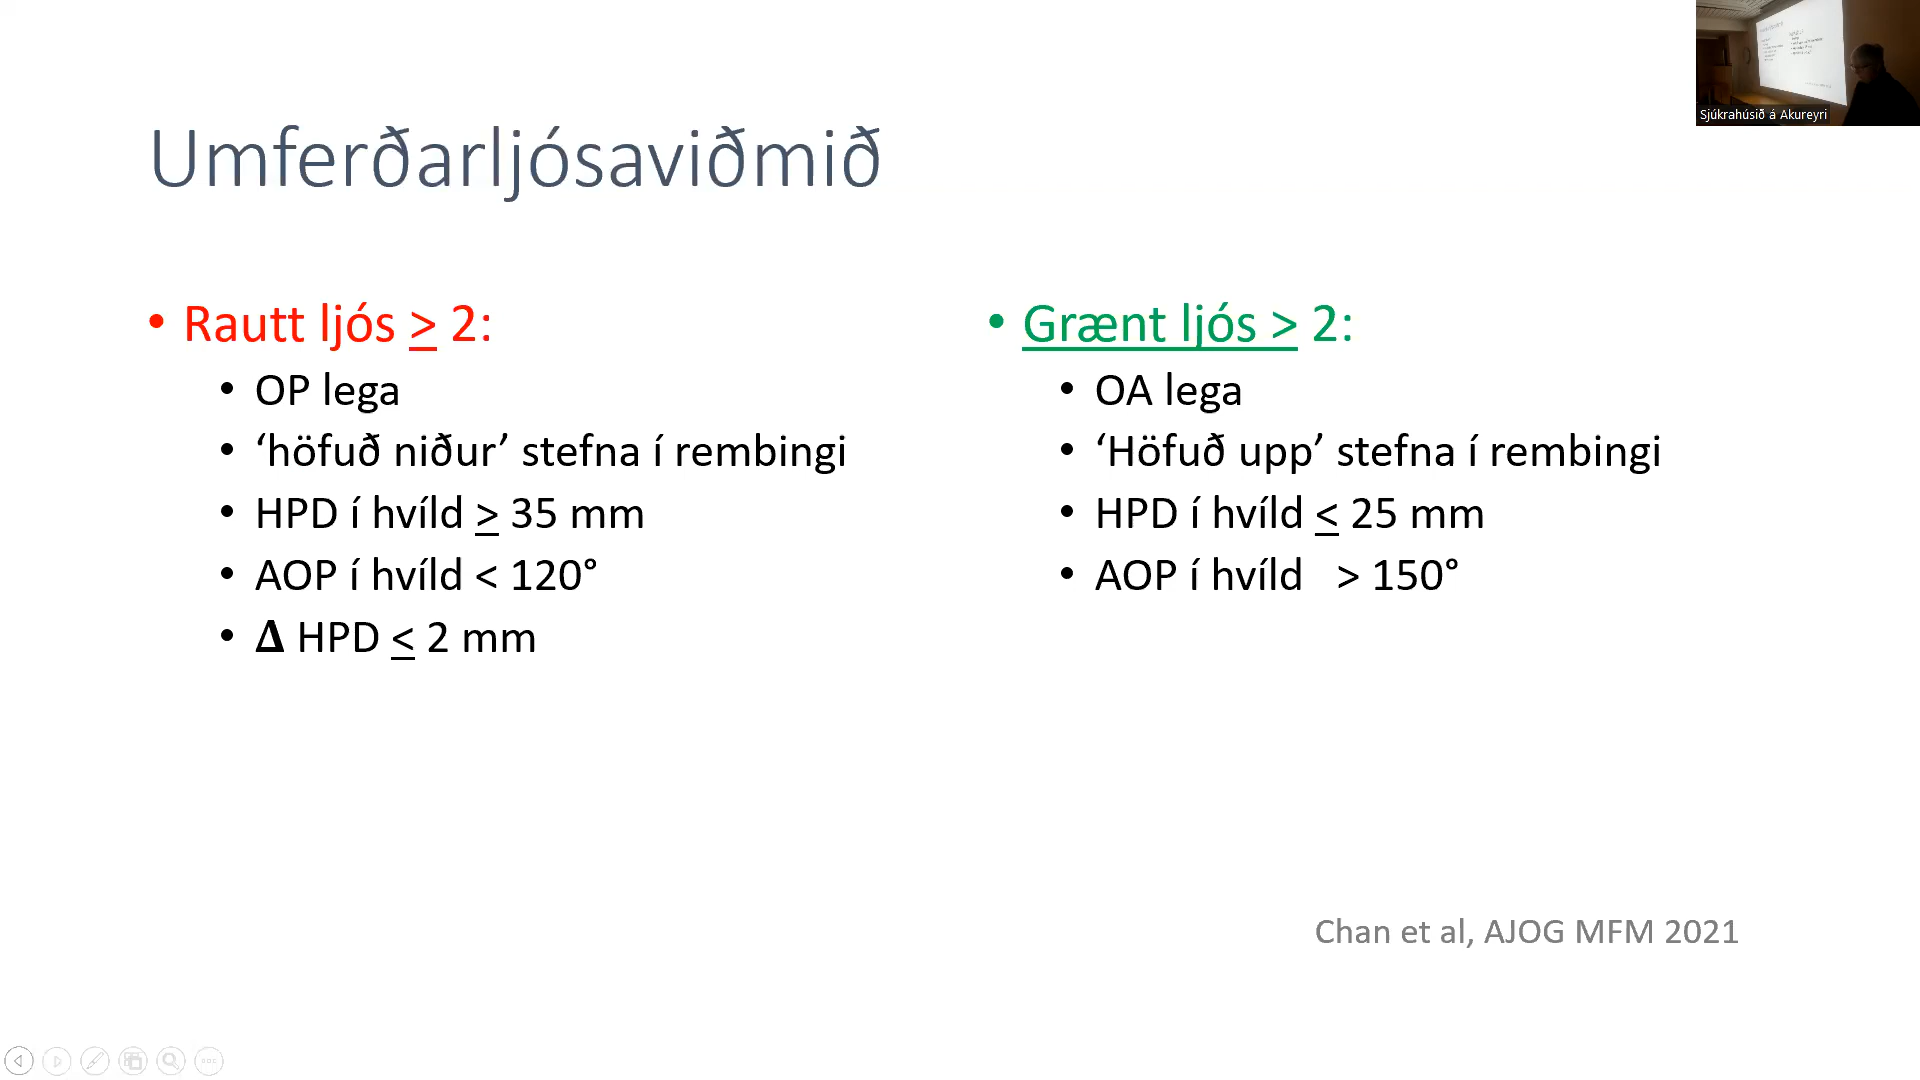 Sjúkrahúsið á Akureyri
Umferðarljósaviðmið
• Rautt ljós ≥ 2:
• OP lega
• ‘höfuð niður’ stefna í rembingi
• HPD í hvíld ≥ 35 mm
• AOP í hvíld < 120°
• Δ HPD ≤ 2 mm
• Grænt ljós > 2:
• OA lega
• ‘Höfuð upp’ stefna í rembingi
• HPD í hvíld ≤ 25 mm
• AOP í hvíld > 150°
Chan et al, AJOG MFM 2021